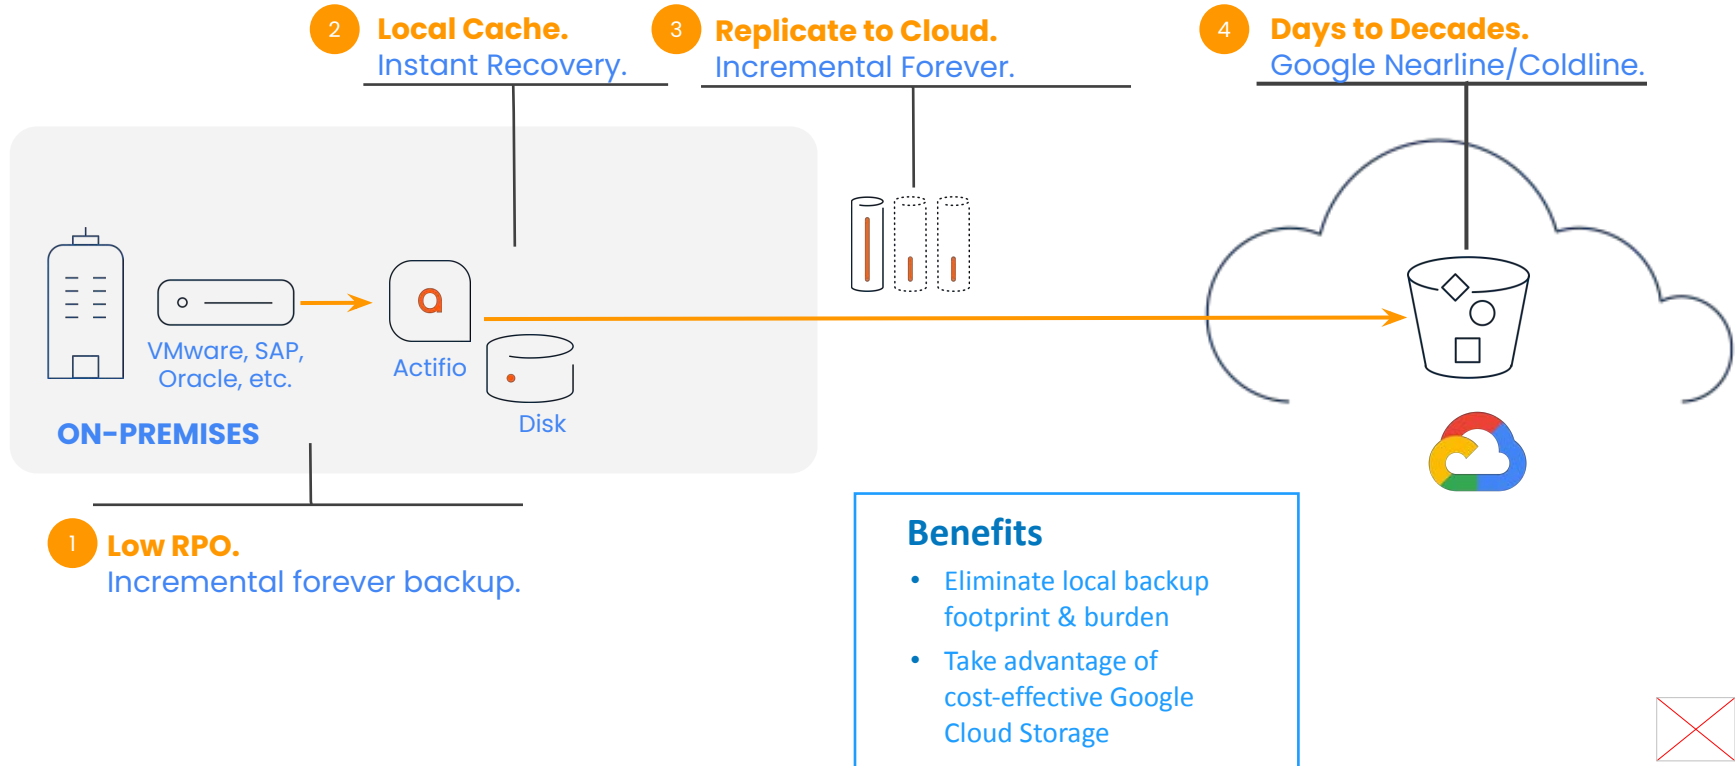 2 Local Cache.
Instant Recovery.
3 Replicate to Cloud.
Incremental Forever.
4 Days to Decades.
Google Nearline/Coldline.
VMware, SAP,
Oracle, etc.
a
Actifio
Disk
ON-PREMISES
1 Low RPO.
Incremental forever backup.
Benefits
• Eliminate local backup
footprint & burden
• Take advantage of
cost-effective Google
Cloud Storage